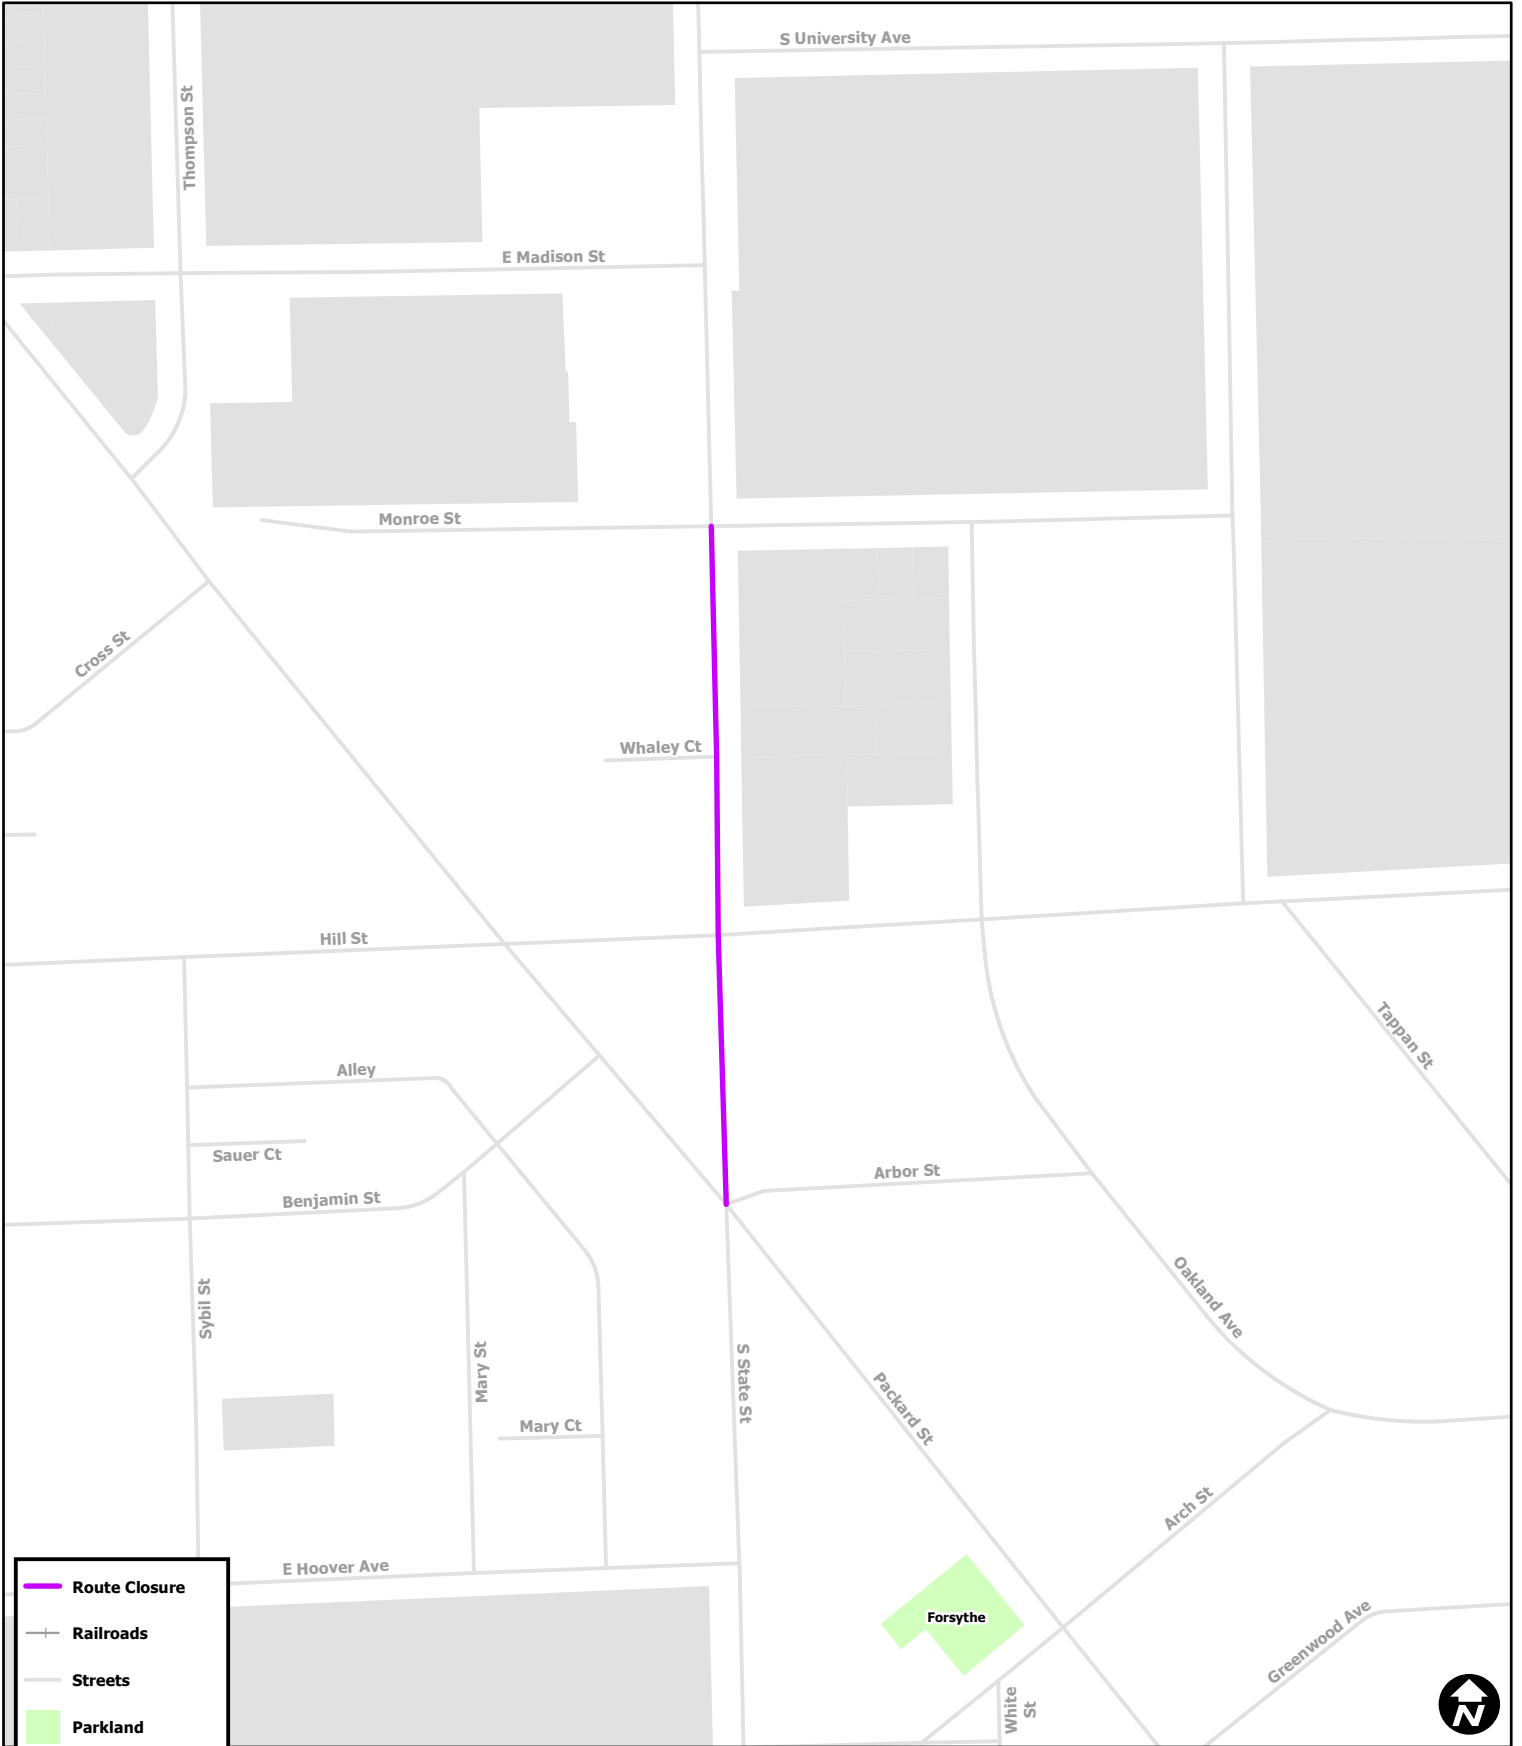 S University Ave
Thompson St
E Madison St
Monroe St
Cross St
Whaley Ct
Hill St
Tappan St
Alley
Sauer Ct
Arbor St
Benjamin St
Oakland Ave
Sybil St
Mary St
S State St
Packard St
Mary Ct
Arch St
E Hoover Ave
Forsythe
Greenwood Ave
White
St
Route Closure
Railroads
Streets
Parkland
N